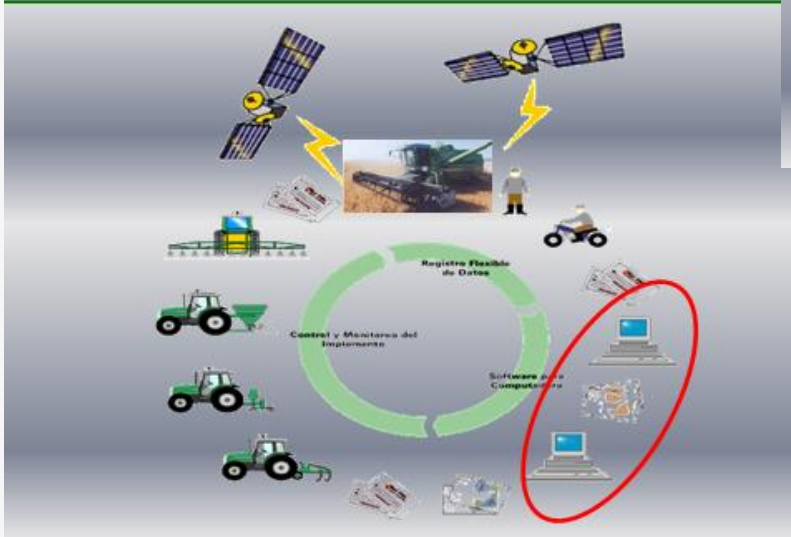 Registro Flexible
de Datos
Control y Monitoreo del
Implemento
Software para
Computadora